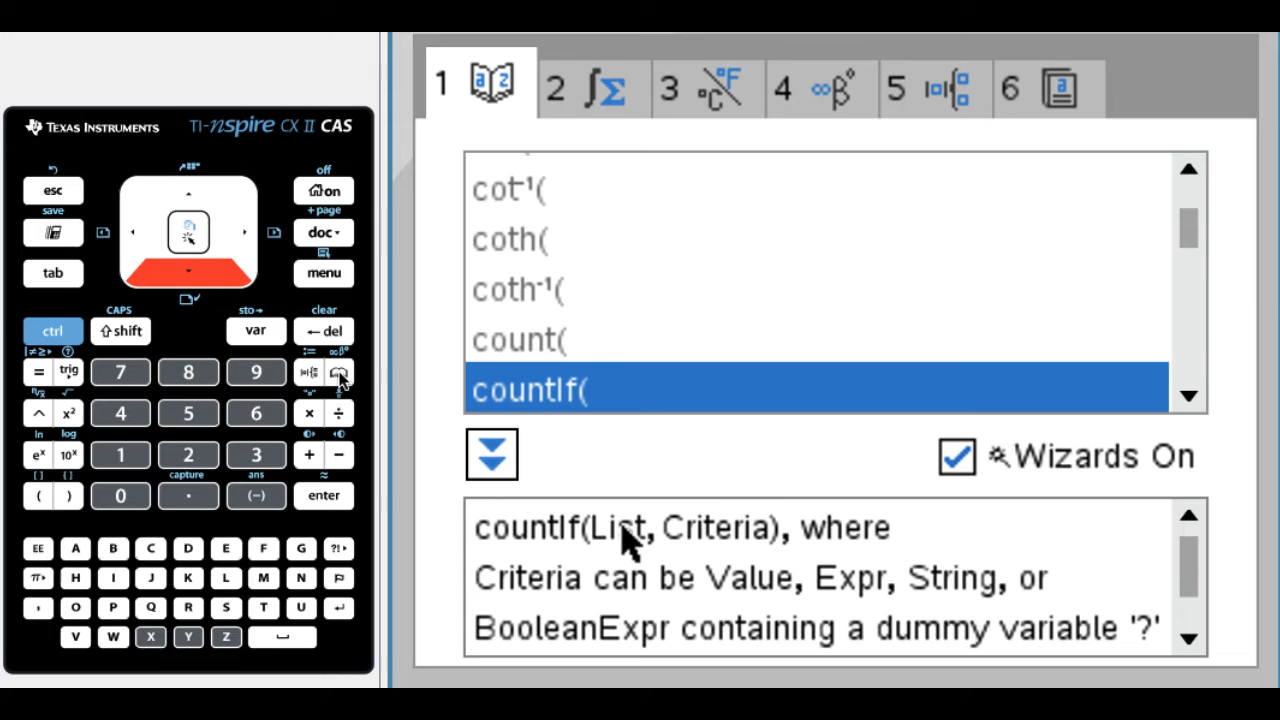 TEXAS INSTRUMENTS TI-nspire CX II CAS
off
esc on
save + page
doc
tab menu
CAPS sto→ clear
ctrl ⇧shift var ← del
|≠≥▸ ? := ∞β°
= trig 7 8 9
^ x² 4 5 6 × ÷
ln log
eˣ 10ˣ 1 2 3 + −
[ ] { } capture ans ≈
( ) 0 . (−) enter
EE A B C D E F G ?!▸
π▸ H I J K L M N
, O P Q R S T U ↵
V W X Y Z
1 2 ∫Σ 3 °C°F 4 ∞β° 5 6
cot⁻¹(
coth(
coth⁻¹(
count(
countIf(
Wizards On
countIf(List, Criteria), where
Criteria can be Value, Expr, String, or
BooleanExpr containing a dummy variable '?'